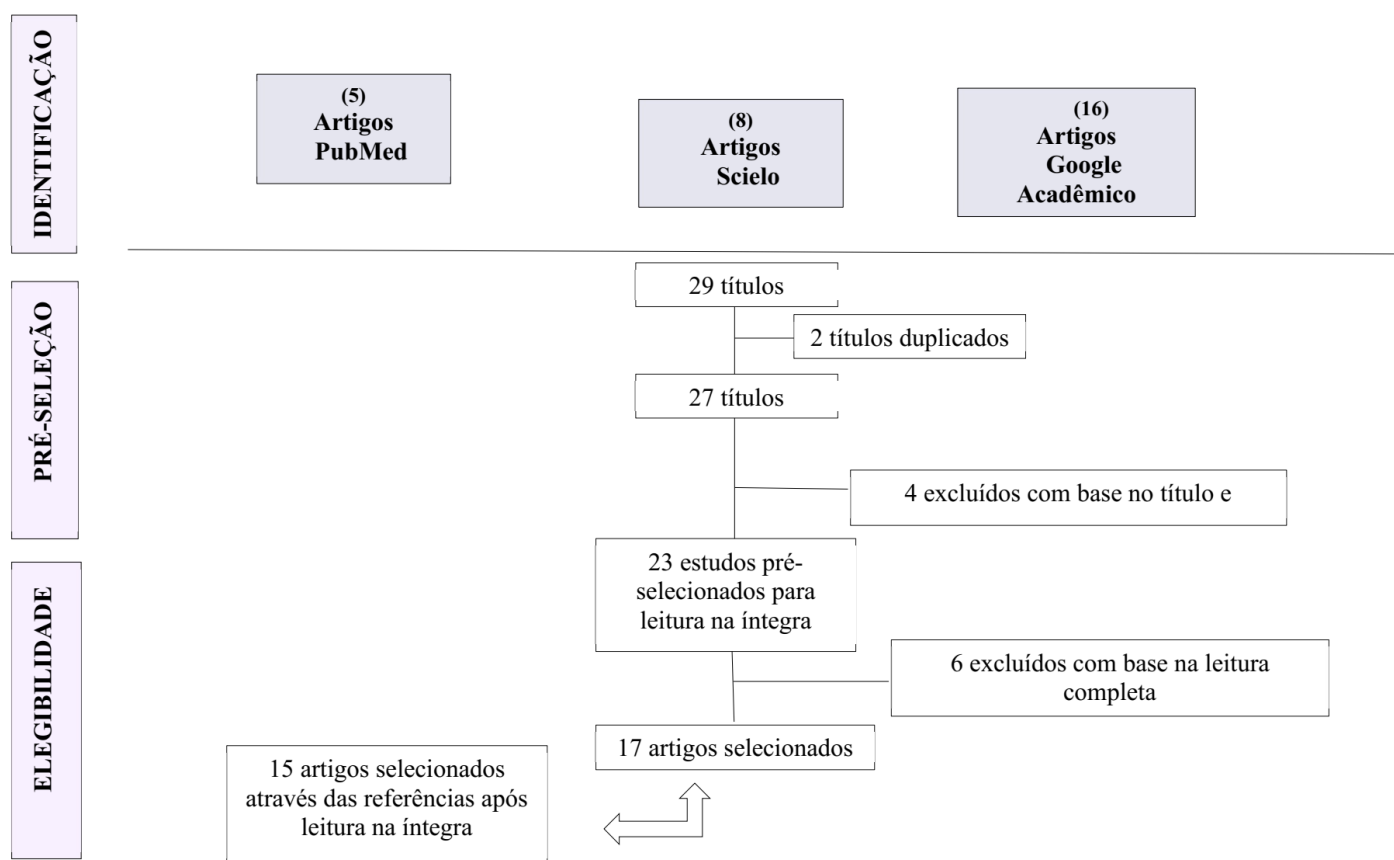 IDENTIFICAÇÃO
(5)
Artigos
PubMed
(8)
Artigos
Scielo
(16)
Artigos
Google
Acadêmico
PRÉ-SELEÇÃO
29 títulos
2 títulos duplicados
27 títulos
4 excluídos com base no título e
ELEGIBILIDADE
23 estudos pré-
selecionados para
leitura na íntegra
6 excluídos com base na leitura
completa
17 artigos selecionados
15 artigos selecionados
através das referências após
leitura na íntegra